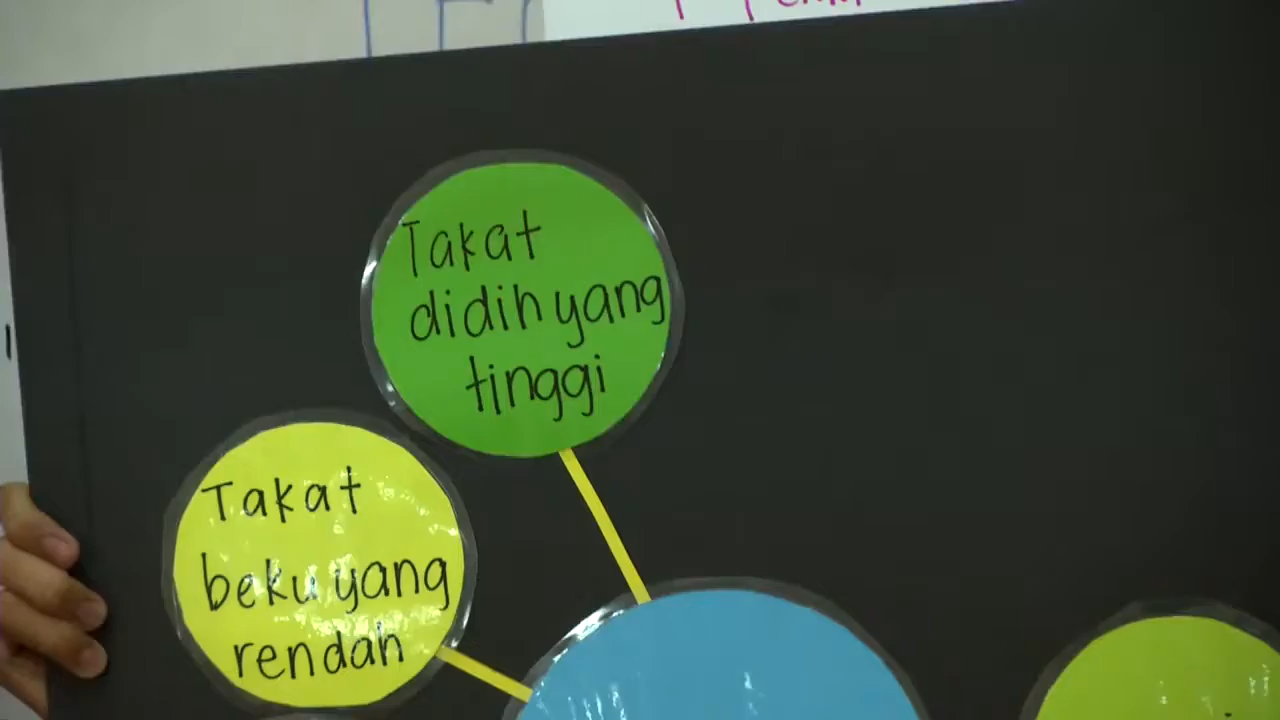 Takat
didih yang
tinggi
Takat
beku yang
rendah